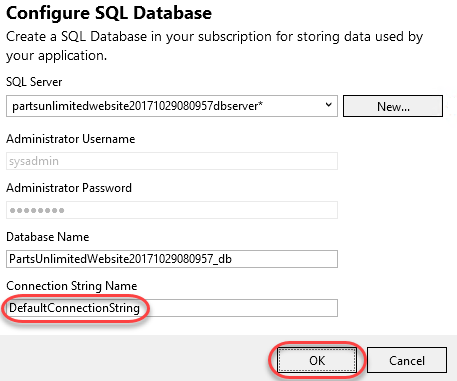 Configure SQL Database
Create a SQL Database in your subscription for storing data used by
your application.
SQL Server
partsunlimitedwebsite20171029080957dbserver*
New...
Administrator Username
sysadmin
Administrator Password
●●●●●●●●
Database Name
PartsUnlimitedWebsite20171029080957_db
Connection String Name
DefaultConnectionString
OK
Cancel